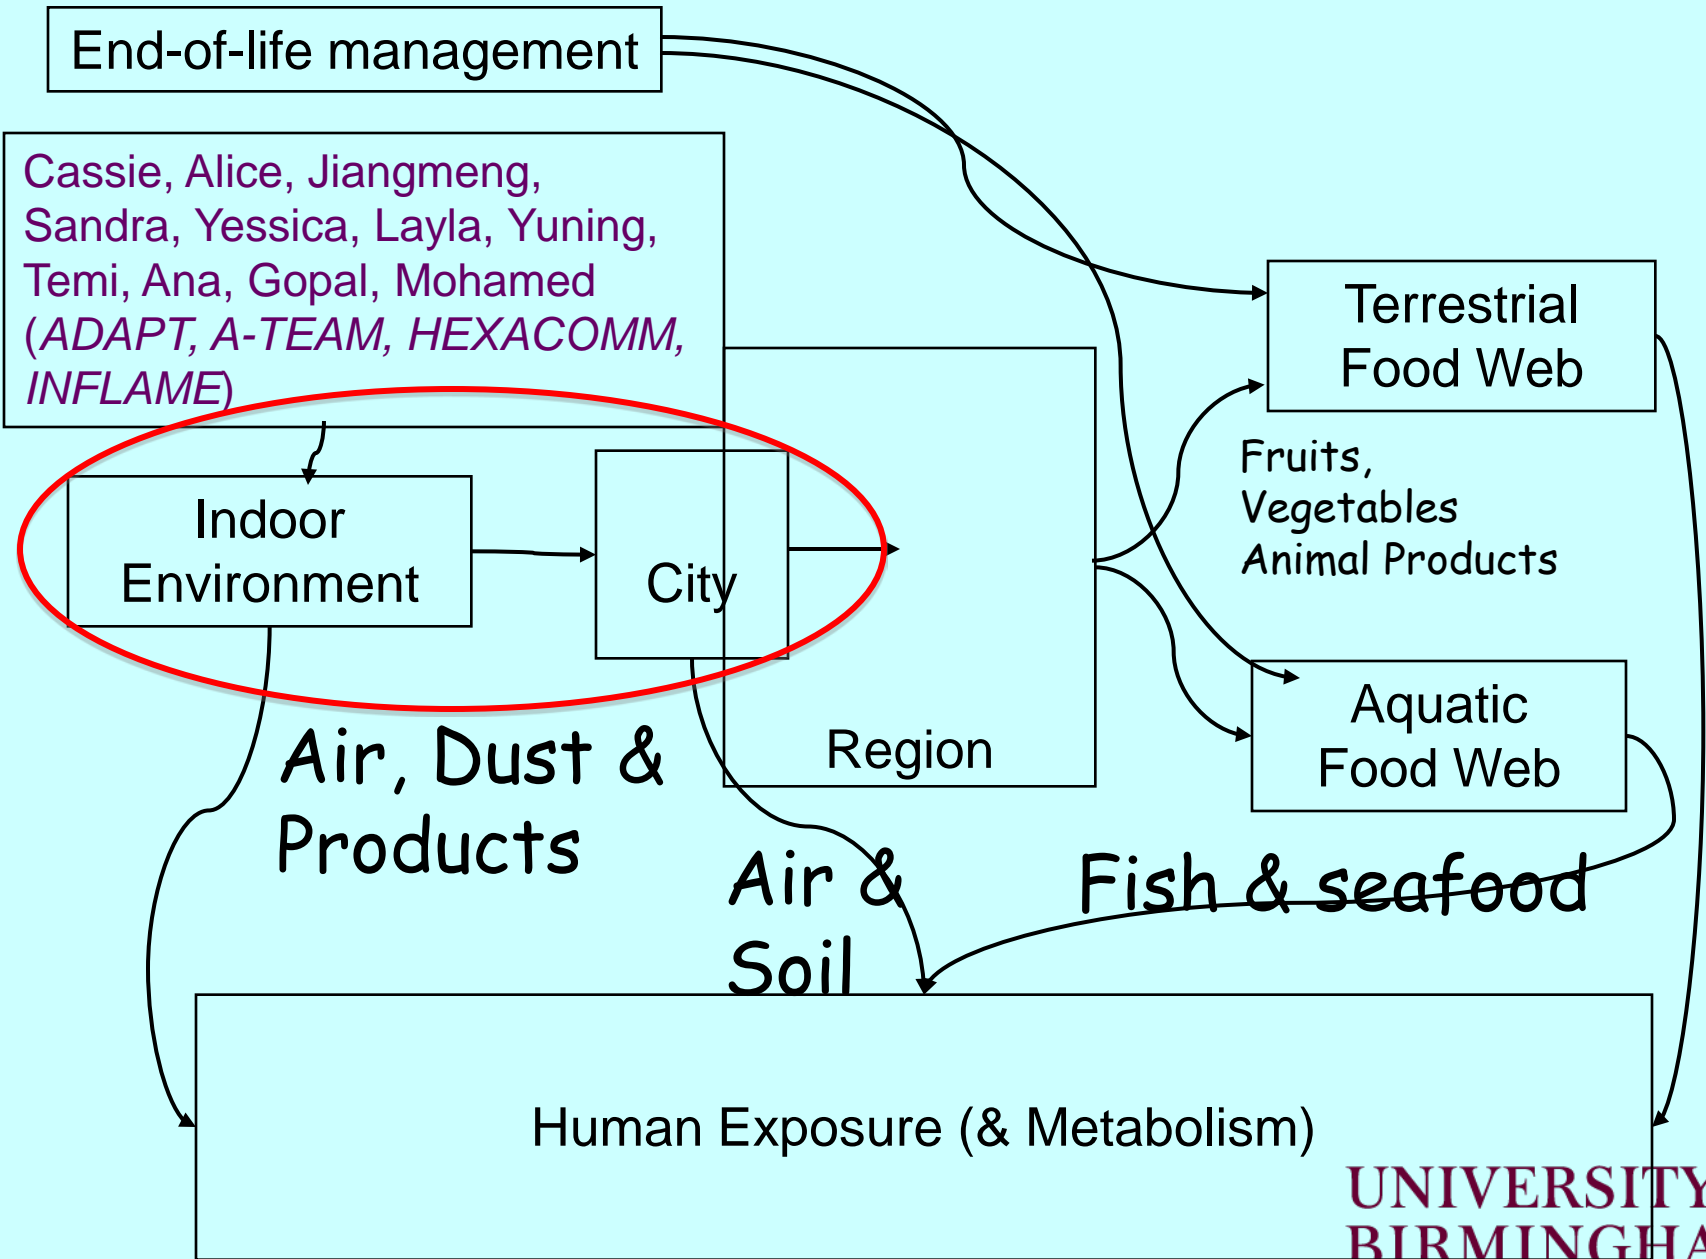 End-of-life management
Cassie, Alice, Jiangmeng,
Sandra, Yessica, Layla, Yuning,
Temi, Ana, Gopal, Mohamed
(ADAPT, A-TEAM, HEXACOMM,
INFLAME)
Terrestrial
Food Web
Fruits,
Vegetables
Animal Products
Indoor
Environment
City
Region
Aquatic
Food Web
Air, Dust &
Products
Air &
Soil
Fish & seafood
Human Exposure (& Metabolism)
UNIVERSITY
BIRMINGHA